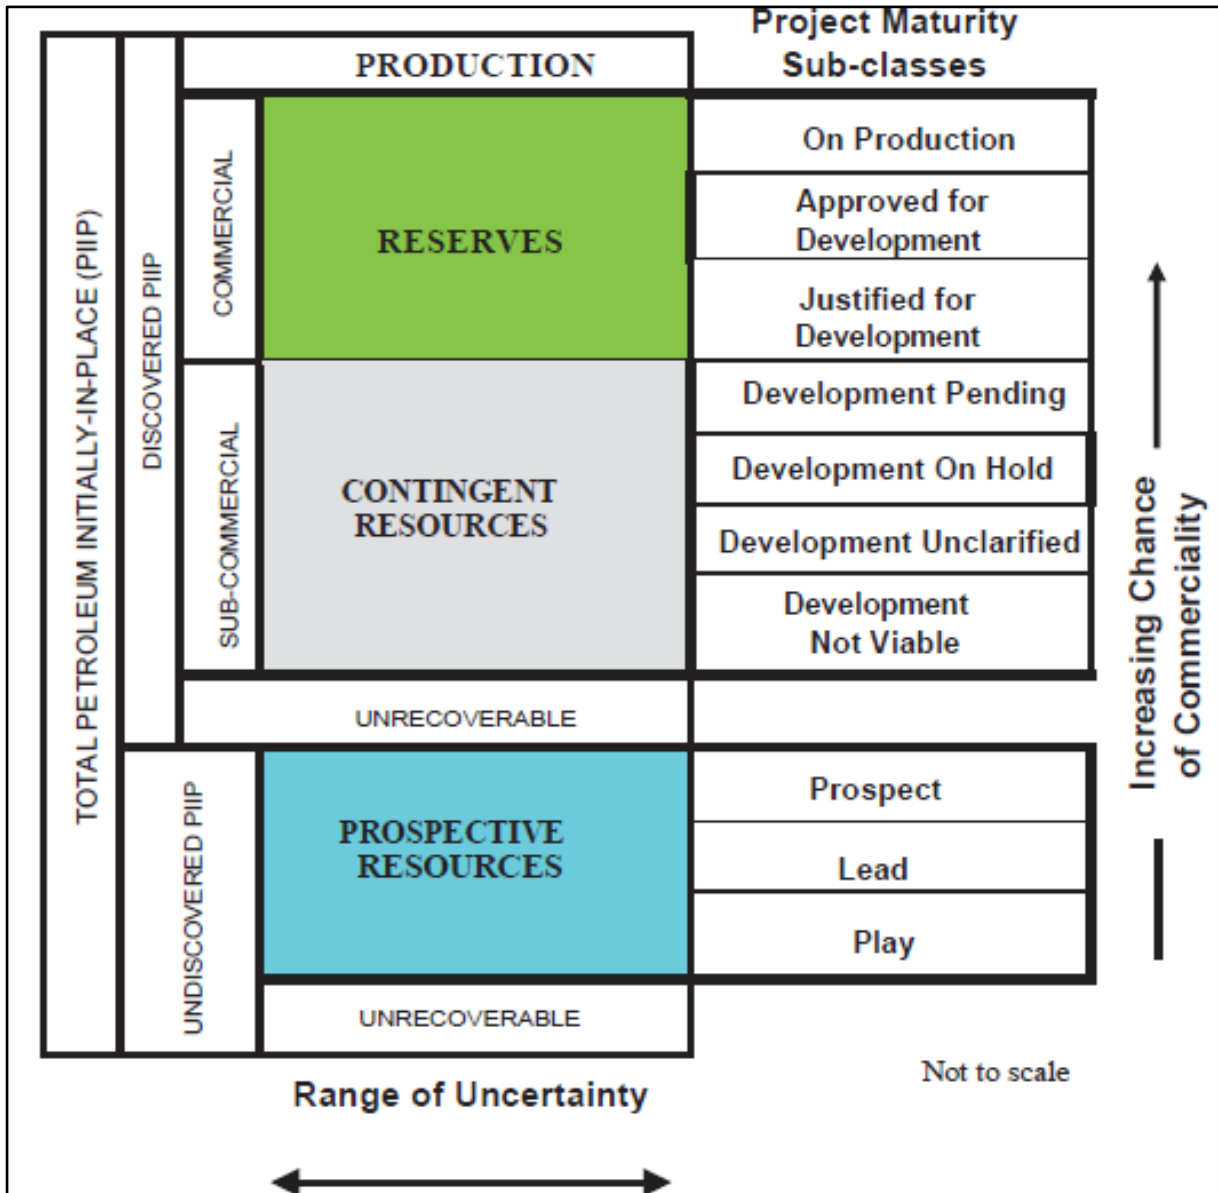 Project Maturity
Sub-classes
PRODUCTION
TOTAL PETROLEUM INITIALLY-IN-PLACE (PIIP)
DISCOVERED PIIP
COMMERCIAL
RESERVES
On Production
Approved for
Development
Justified for
Development
SUB-COMMERCIAL
CONTINGENT
RESOURCES
Development Pending
Development On Hold
Development Unclarified
Development
Not Viable
UNRECOVERABLE
UNDISCOVERED PIIP
PROSPECTIVE
RESOURCES
Prospect
Lead
Play
UNRECOVERABLE
Increasing Chance
of Commerciality
Not to scale
Range of Uncertainty